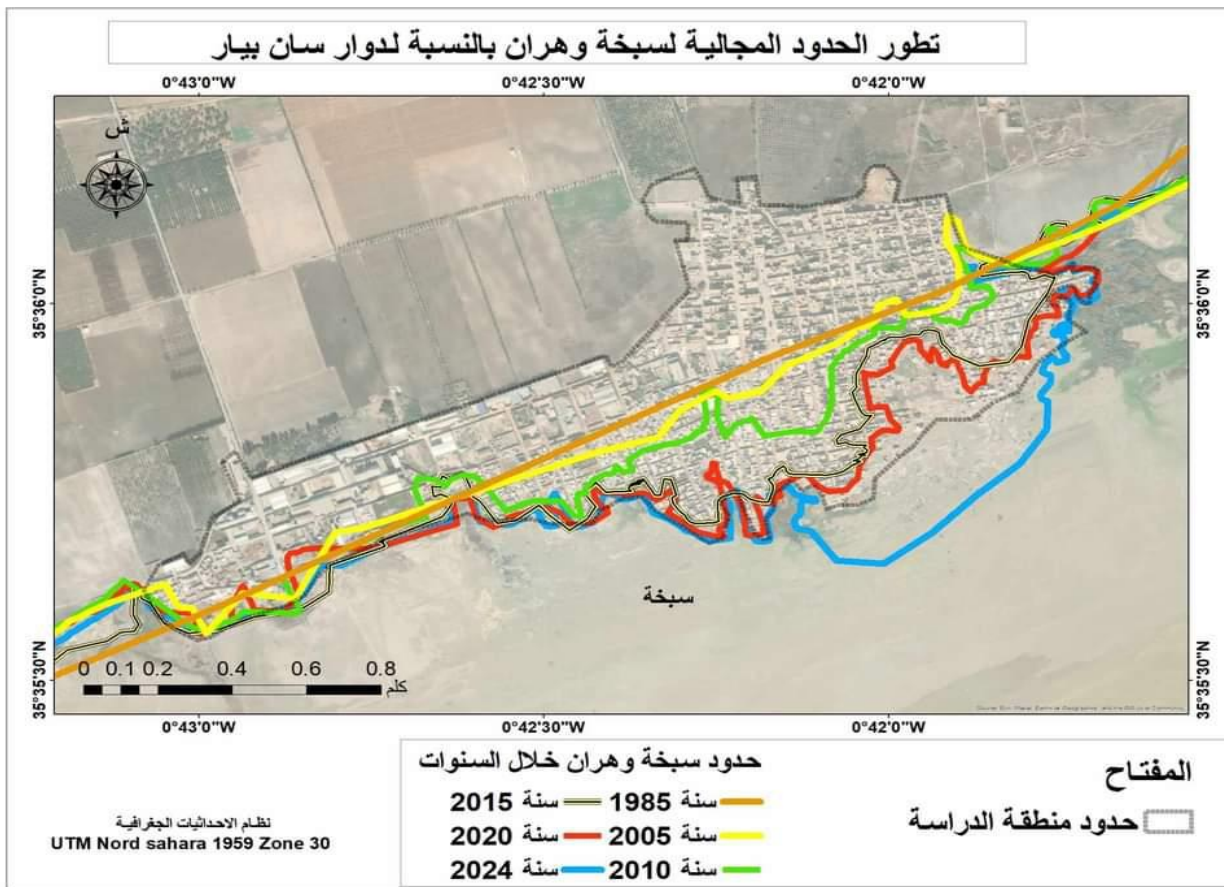 تطور الحدود المجالية لسبخة وهران بالنسبة لدوار سان بيار
0°43'0"W 0°42'30"W 0°42'0"W
ش
35°36'0"N 35°36'0"N
سبخة
35°35'30"N 35°35'30"N
0 0.1 0.2 0.4 0.6 0.8
كلم
0°43'0"W 0°42'30"W 0°42'0"W
المفتاح
حدود منطقة الدراسة
حدود سبخة وهران خلال السنوات
سنة 1985 سنة 2015
سنة 2005 سنة 2020
سنة 2010 سنة 2024
نظام الاحداثيات الجغرافية
UTM Nord sahara 1959 Zone 30